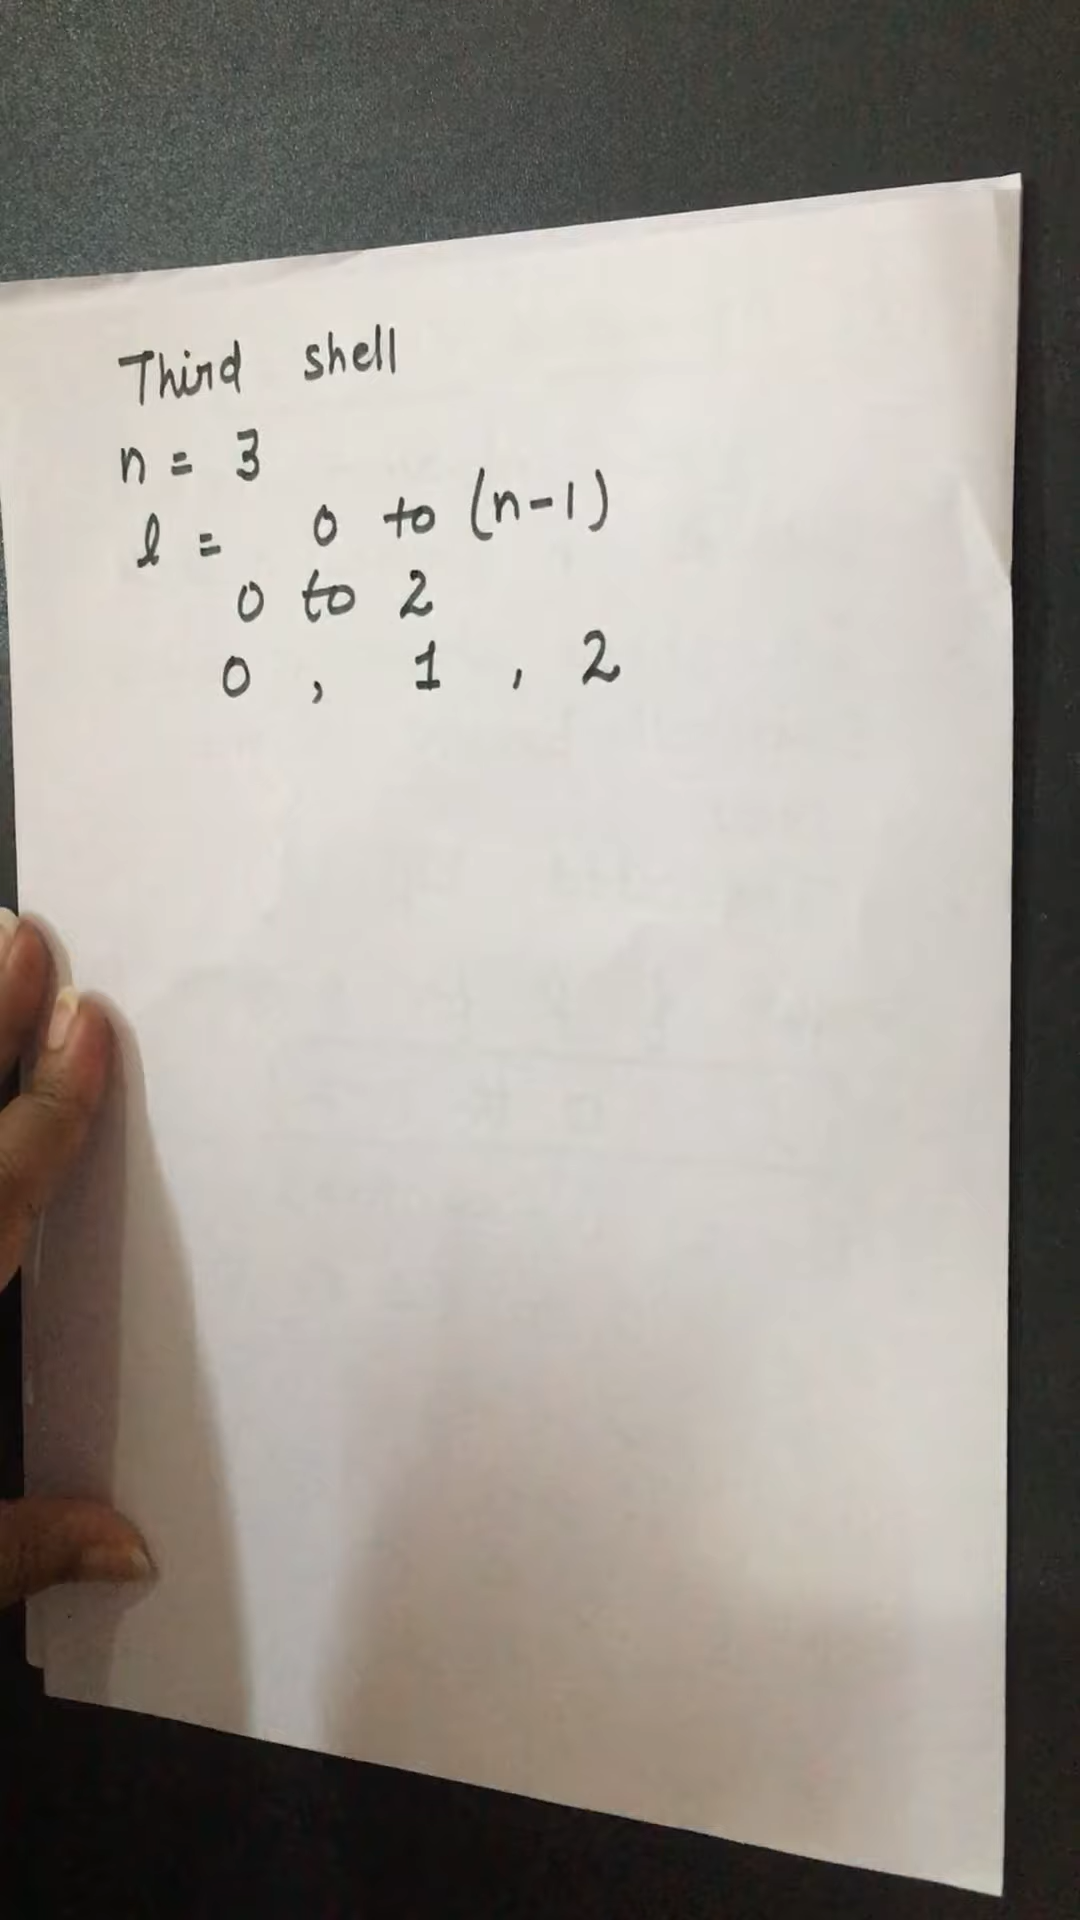 Third shell
n = 3
l = 0 to (n-1)
0 to 2
0 , 1 , 2